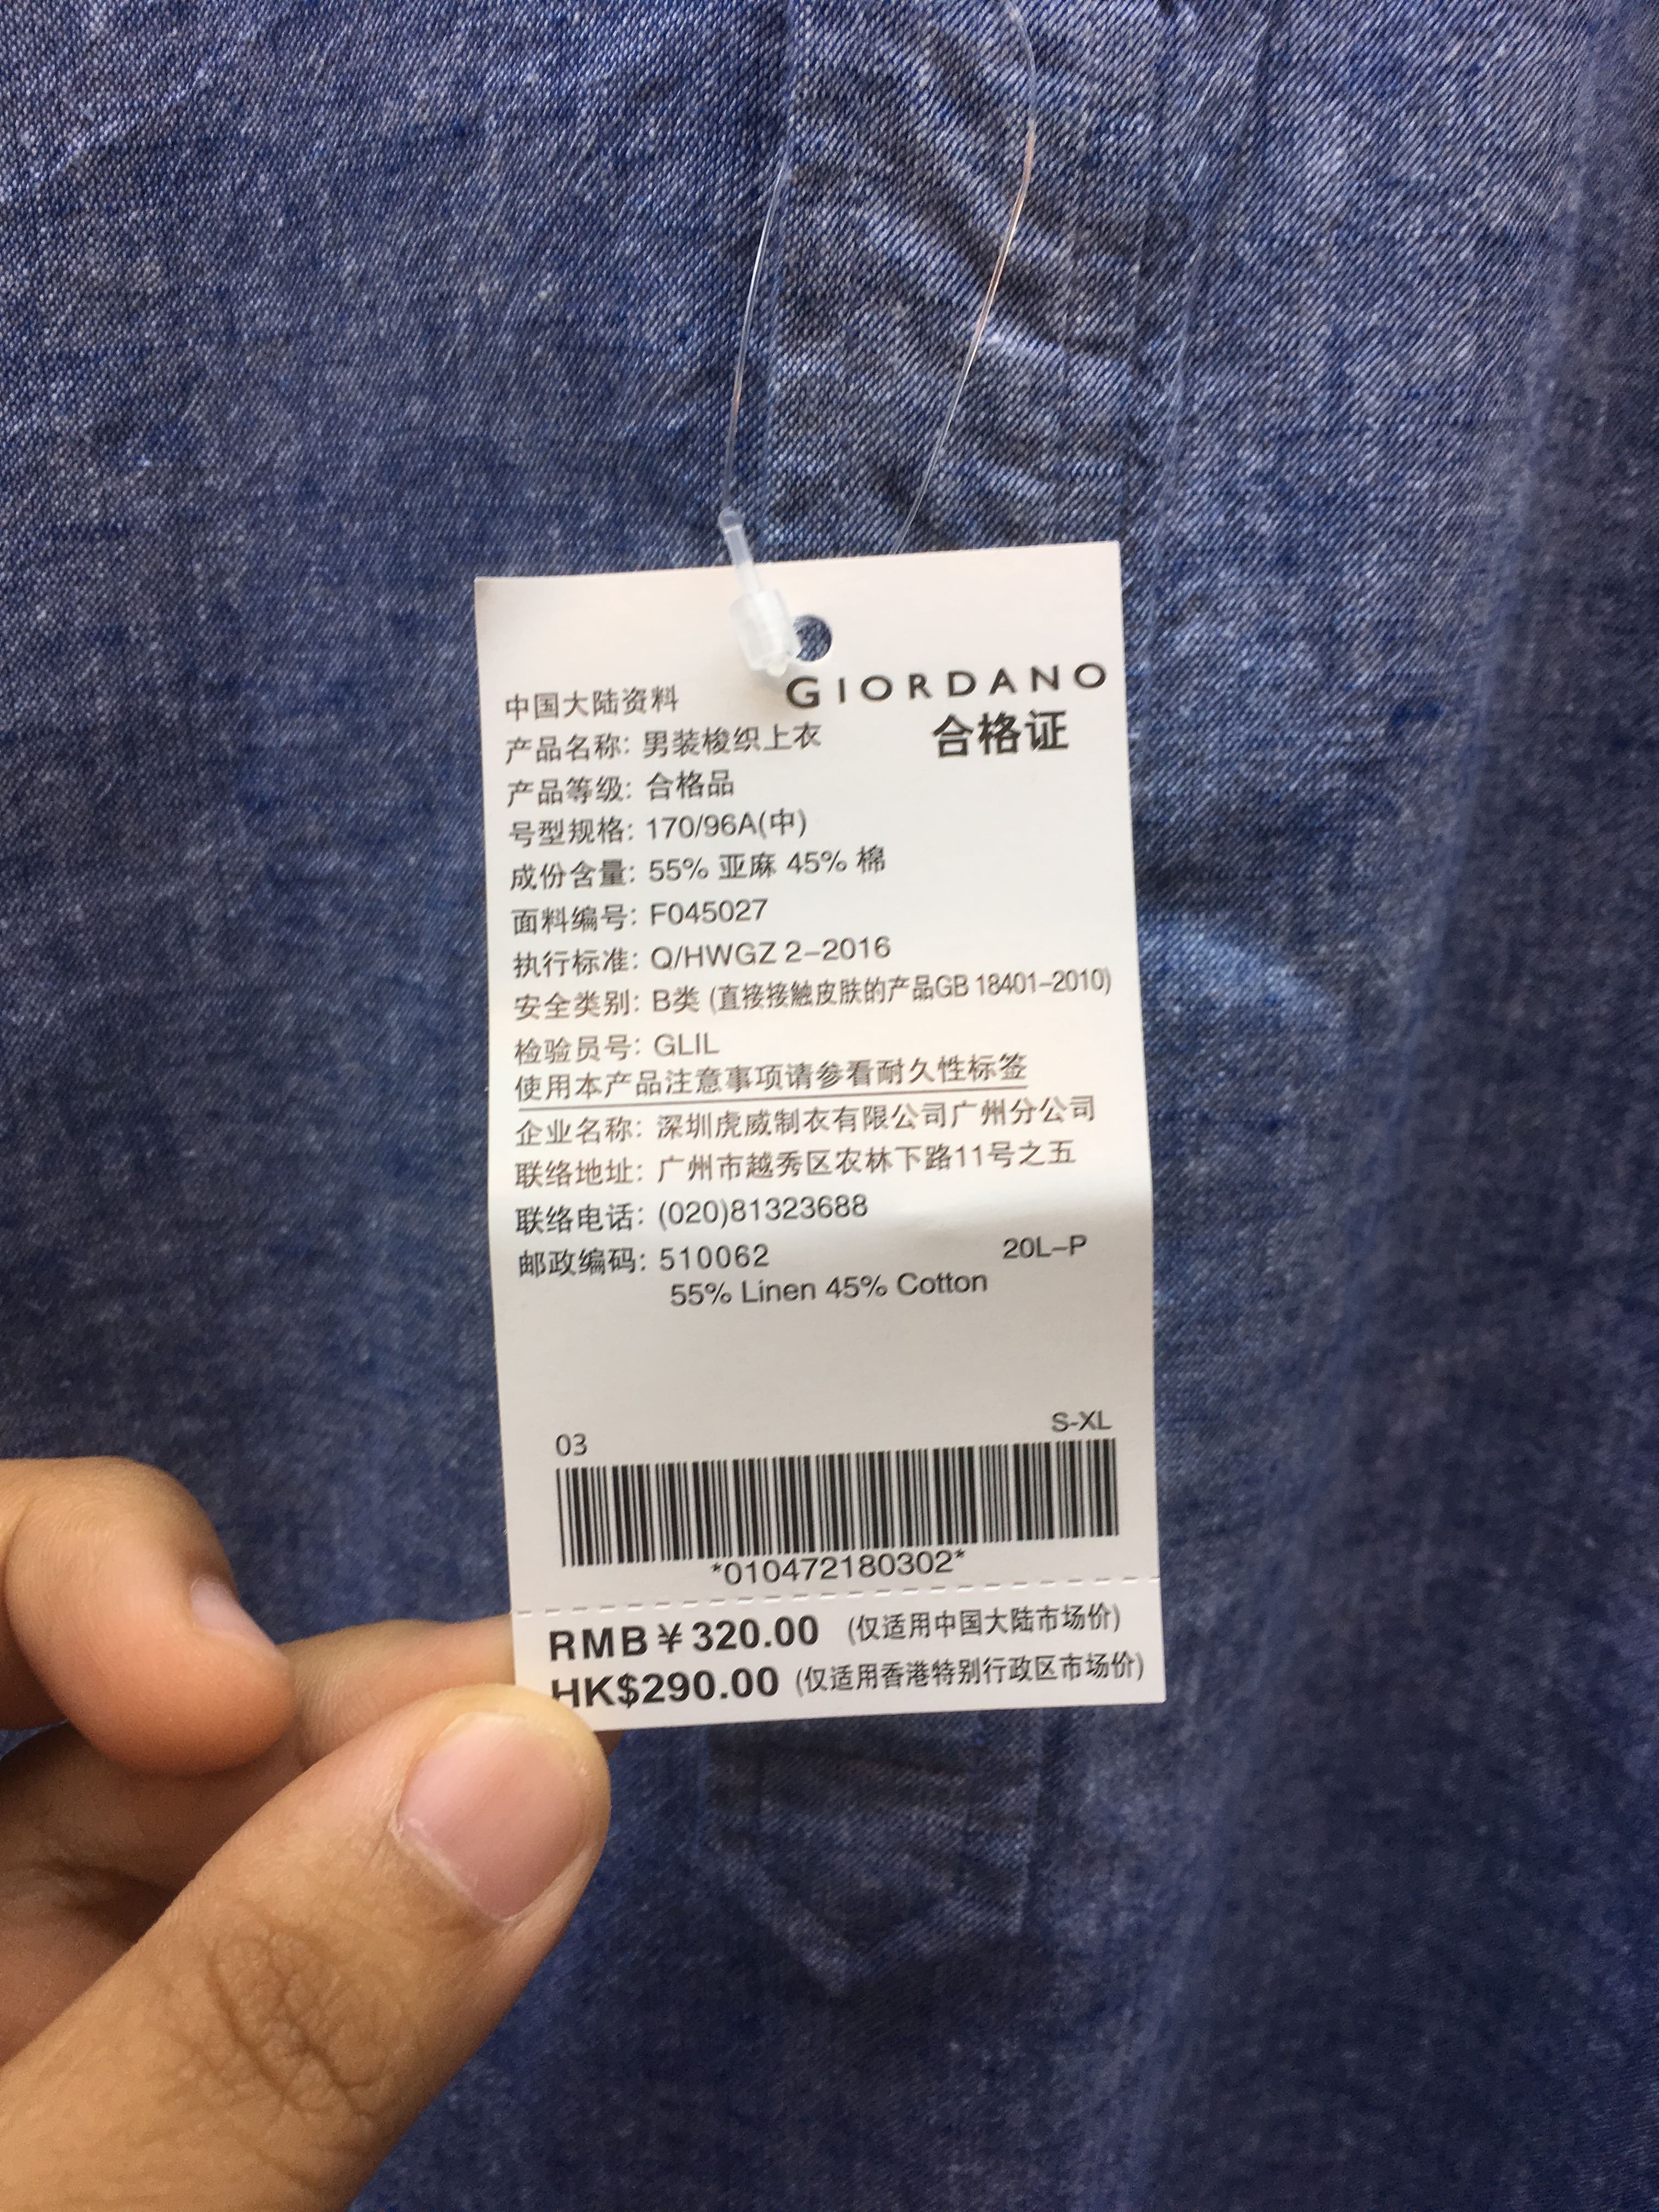 GIORDANO
合格证
中国大陆资料
产品名称: 男装梭织上衣
产品等级: 合格品
号型规格: 170/96A(中)
成份含量: 55% 亚麻 45% 棉
面料编号: F045027
执行标准: Q/HWGZ 2-2016
安全类别: B类 (直接接触皮肤的产品GB 18401-2010)
检验员号: GLIL
使用本产品注意事项请参看耐久性标签
企业名称: 深圳虎威制衣有限公司广州分公司
联络地址: 广州市越秀区农林下路11号之五
联络电话: (020)81323688
邮政编码: 510062 20L-P
55% Linen 45% Cotton
03 S-XL
*010472180302*
RMB¥320.00 (仅适用中国大陆市场价)
HK$290.00 (仅适用香港特别行政区市场价)